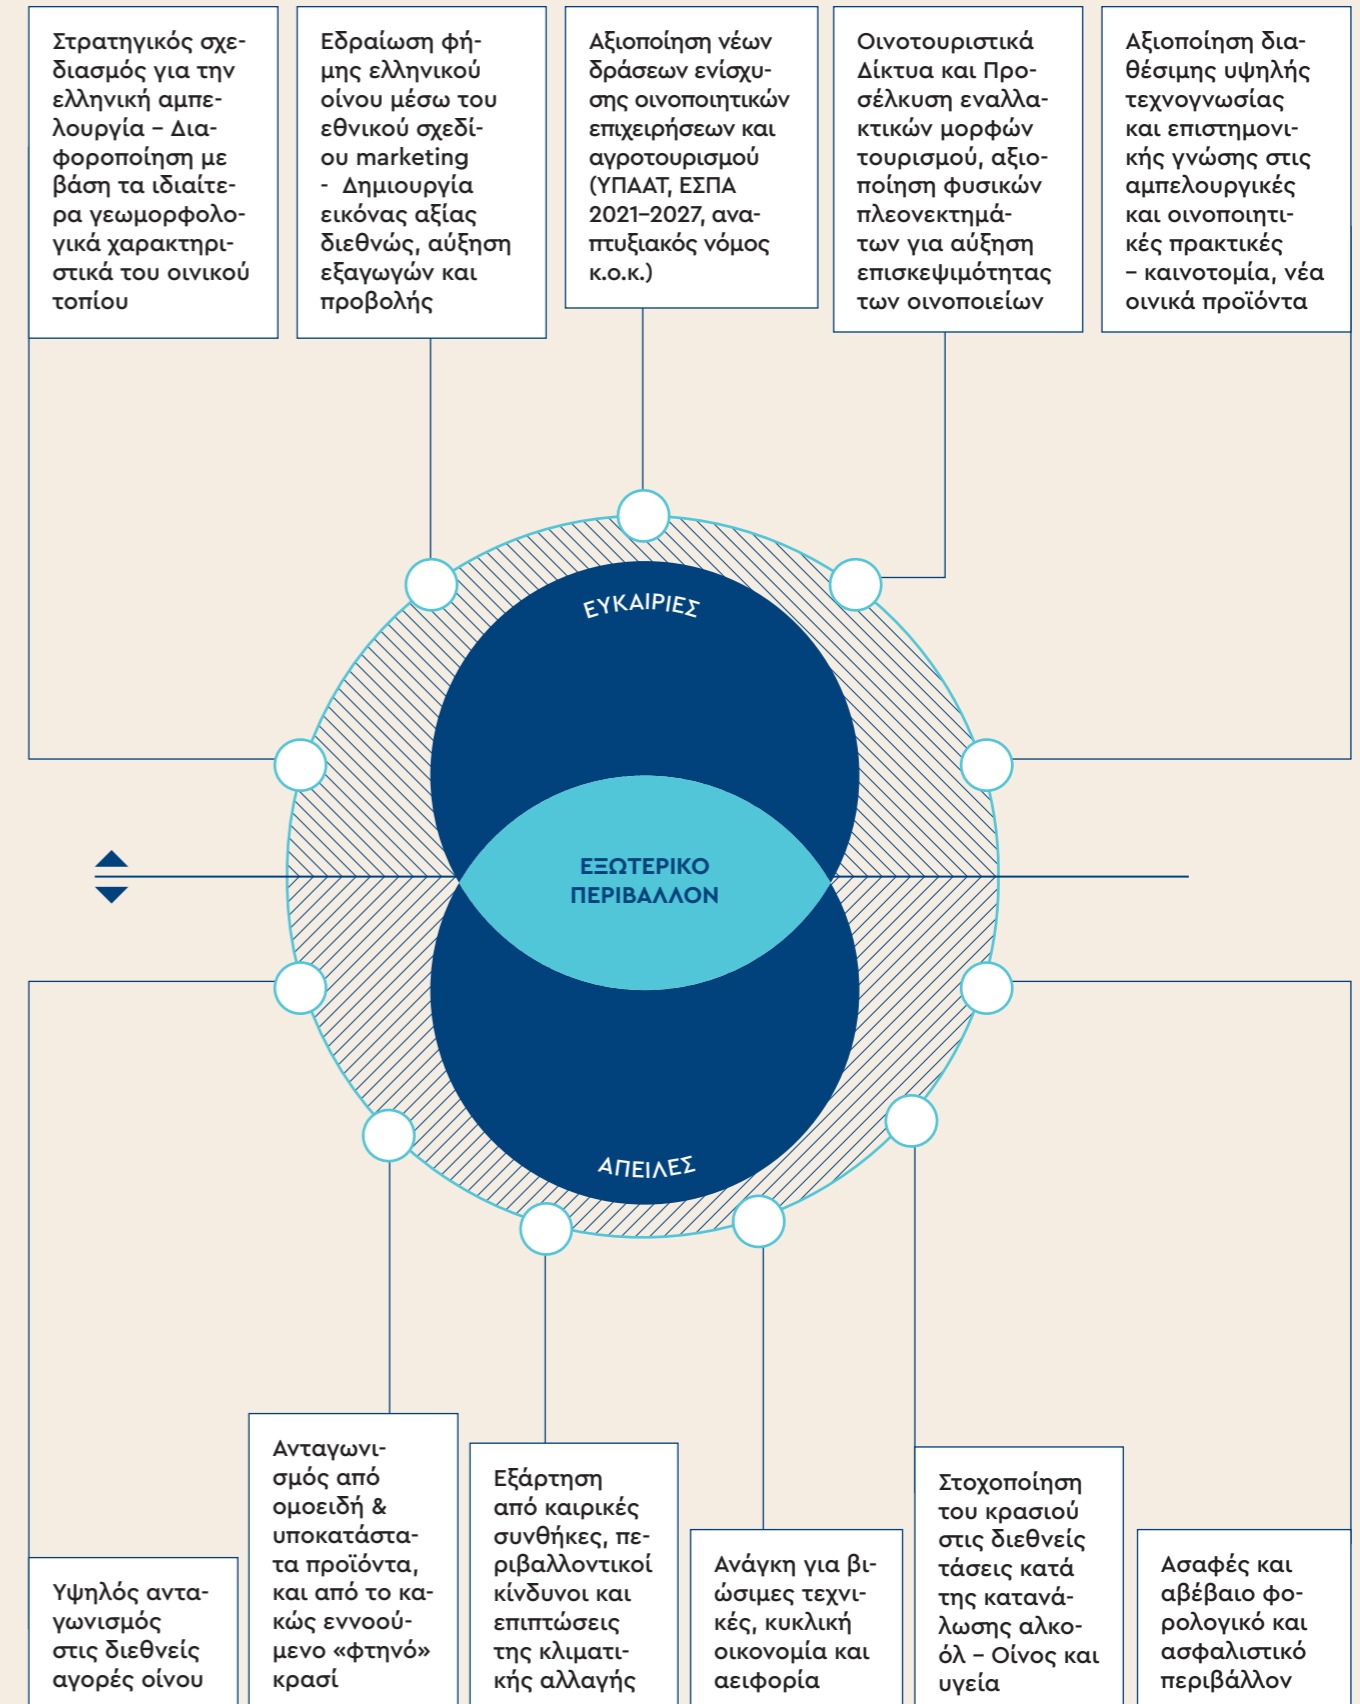 Στρατηγικός σχε-
διασμός για την
ελληνική αμπε-
λουργία – Δια-
φοροποίηση με
βάση τα ιδιαίτε-
ρα γεωμορφολο-
γικά χαρακτηρι-
στικά του οινικού
τοπίου
Εδραίωση φή-
μης ελληνικού
οίνου μέσω του
εθνικού σχεδί-
ου marketing
- Δημιουργία
εικόνας αξίας
διεθνώς, αύξηση
εξαγωγών και
προβολής
Αξιοποίηση νέων
δράσεων ενίσχυ-
σης οινοποιητικών
επιχειρήσεων και
αγροτουρισμού
(ΥΠΑΑΤ, ΕΣΠΑ
2021–2027, ανα-
πτυξιακός νόμος
κ.ο.κ.)
Οινοτουριστικά
Δίκτυα και Προ-
σέλκυση εναλλα-
κτικών μορφών
τουρισμού, αξιο-
ποίηση φυσικών
πλεονεκτημά-
των για αύξηση
επισκεψιμότητας
των οινοποιείων
Αξιοποίηση δια-
θέσιμης υψηλής
τεχνογνωσίας
και επιστημονι-
κής γνώσης στις
αμπελουργικές
και οινοποιητι-
κές πρακτικές
– καινοτομία, νέα
οινικά προϊόντα
ΕΥΚΑΙΡΙΕΣ
ΕΞΩΤΕΡΙΚΟ
ΠΕΡΙΒΑΛΛΟΝ
ΑΠΕΙΛΕΣ
Υψηλός αντα-
γωνισμός
στις διεθνείς
αγορές οίνου
Ανταγωνι-
σμός από
ομοειδή &
υποκατάστα-
τα προϊόντα,
και από το κα-
κώς εννοού-
μενο «φτηνό»
κρασί
Εξάρτηση
από καιρικές
συνθήκες, πε-
ριβαλλοντικοί
κίνδυνοι και
επιπτώσεις
της κλιματι-
κής αλλαγής
Ανάγκη για βι-
ώσιμες τεχνι-
κές, κυκλική
οικονομία και
αειφορία
Στοχοποίηση
του κρασιού
στις διεθνείς
τάσεις κατά
της κατανά-
λωσης αλκο-
όλ – Οίνος και
υγεία
Ασαφές και
αβέβαιο φο-
ρολογικό και
ασφαλιστικό
περιβάλλον